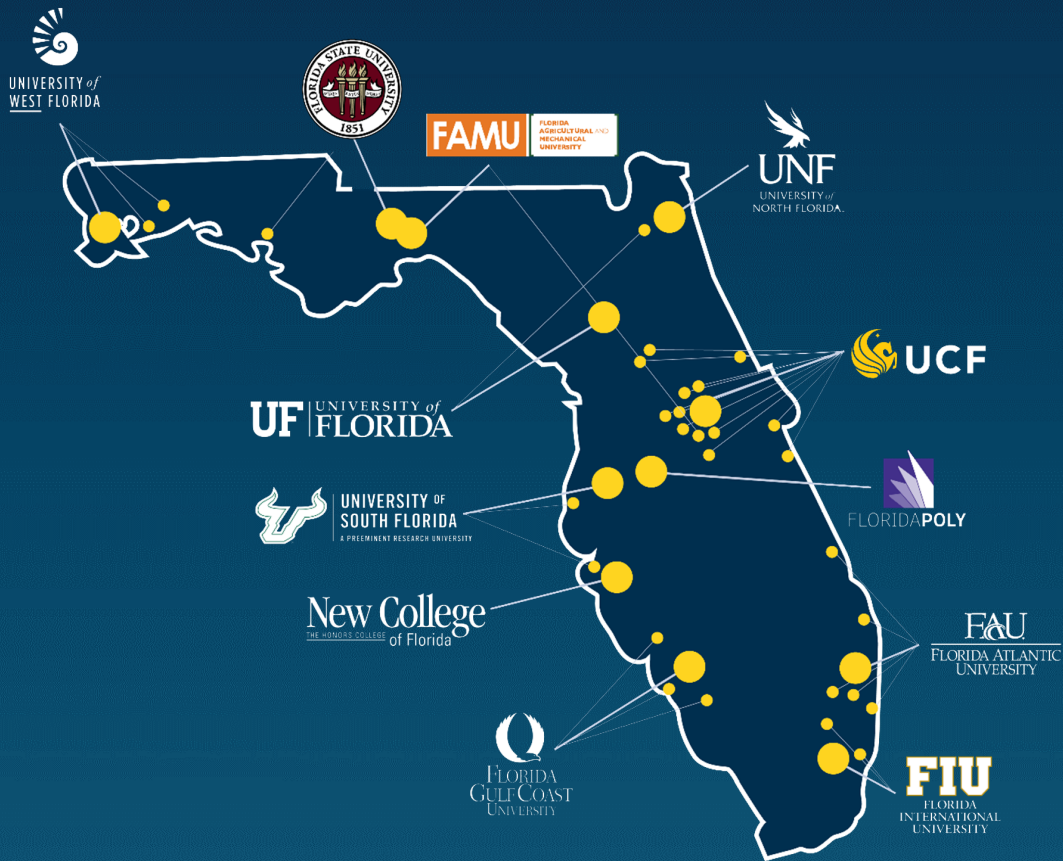 UNIVERSITY of
WEST FLORIDA
FLORIDA STATE UNIVERSITY
1851
FAMU
FLORIDA
AGRICULTURAL AND
MECHANICAL
UNIVERSITY
UNF
UNIVERSITY of
NORTH FLORIDA.
UCF
UF
UNIVERSITY of
FLORIDA
FLORIDAPOLY
UNIVERSITY OF
SOUTH FLORIDA
A PREEMINENT RESEARCH UNIVERSITY
New College
THE HONORS COLLEGE
of Florida
FAU
FLORIDA ATLANTIC
UNIVERSITY
FLORIDA
GULF COAST
UNIVERSITY
FIU
FLORIDA
INTERNATIONAL
UNIVERSITY